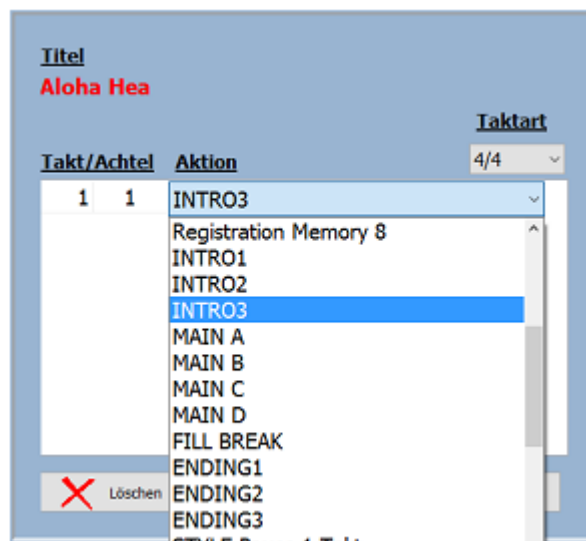 Titel
Aloha Hea
Taktart
Takt/Achtel Aktion 4/4
1 1 INTRO3
Registration Memory 8
INTRO1
INTRO2
INTRO3
MAIN A
MAIN B
MAIN C
MAIN D
FILL BREAK
ENDING1
Löschen ENDING2
ENDING3
STYLE